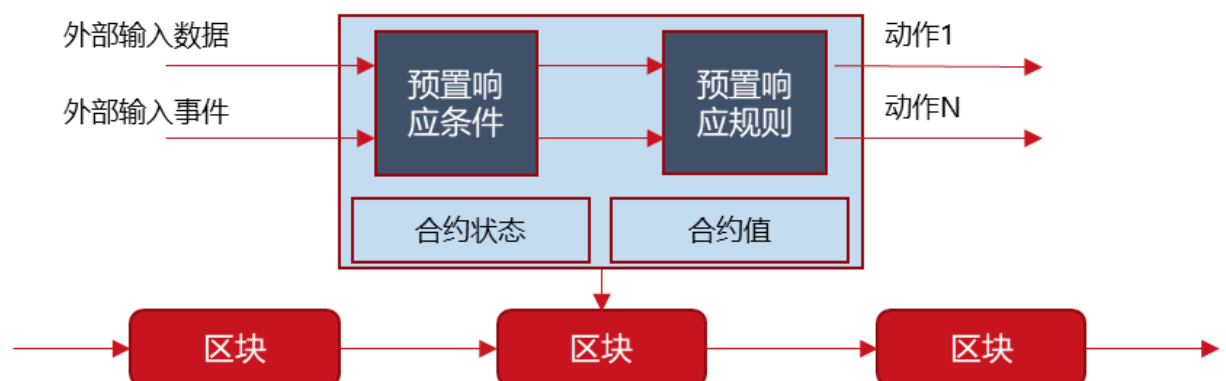 外部输入数据
外部输入事件
预置响
应条件
预置响
应规则
动作1
动作N
合约状态
合约值
区块
区块
区块